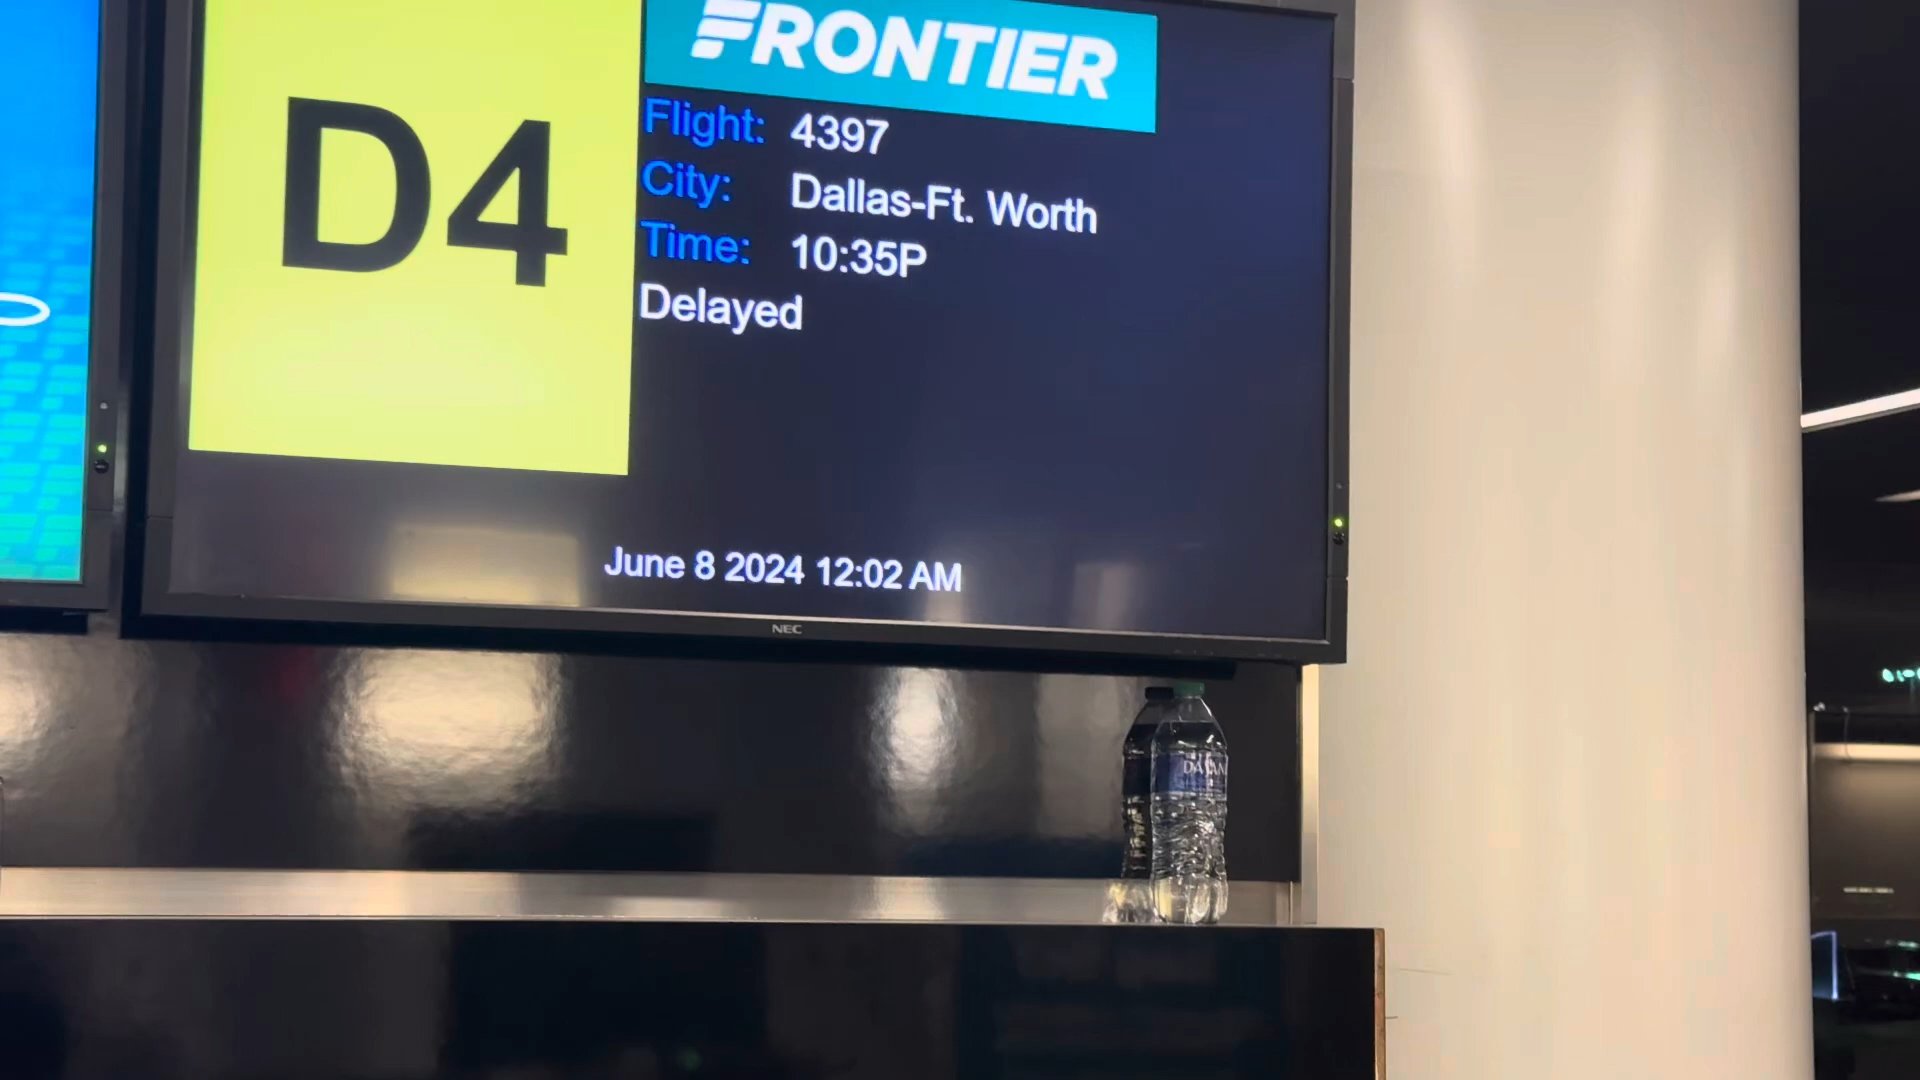 FRONTIER
D4
Flight: 4397
City: Dallas-Ft. Worth
Time: 10:35P
Delayed
June 8 2024 12:02 AM
NEC